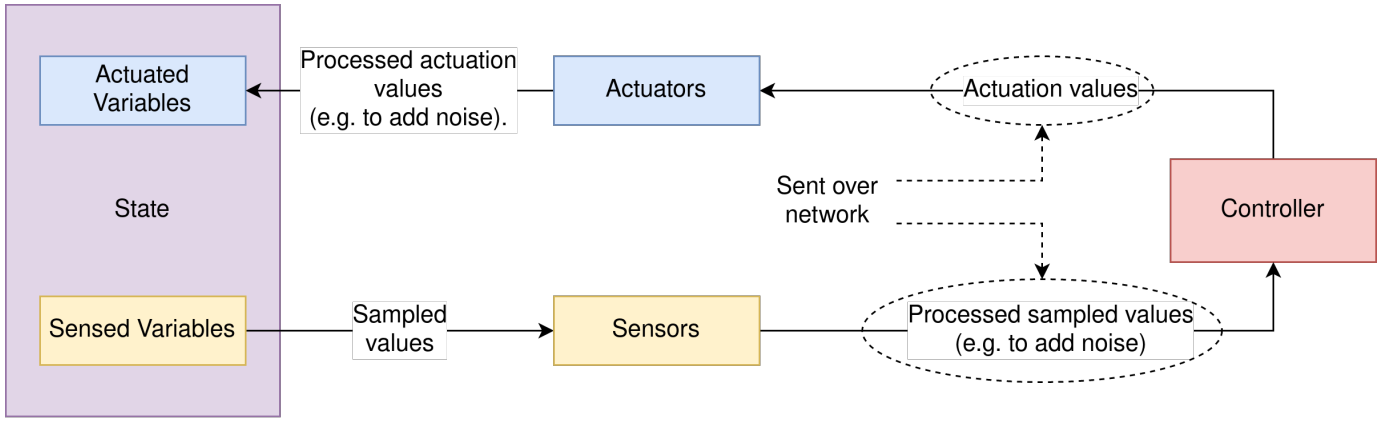 Actuated
Variables
Processed actuation
values
(e.g. to add noise).
Actuators
Actuation values
State
Sent over
network
Controller
Sensed Variables
Sampled
values
Sensors
Processed sampled values
(e.g. to add noise)